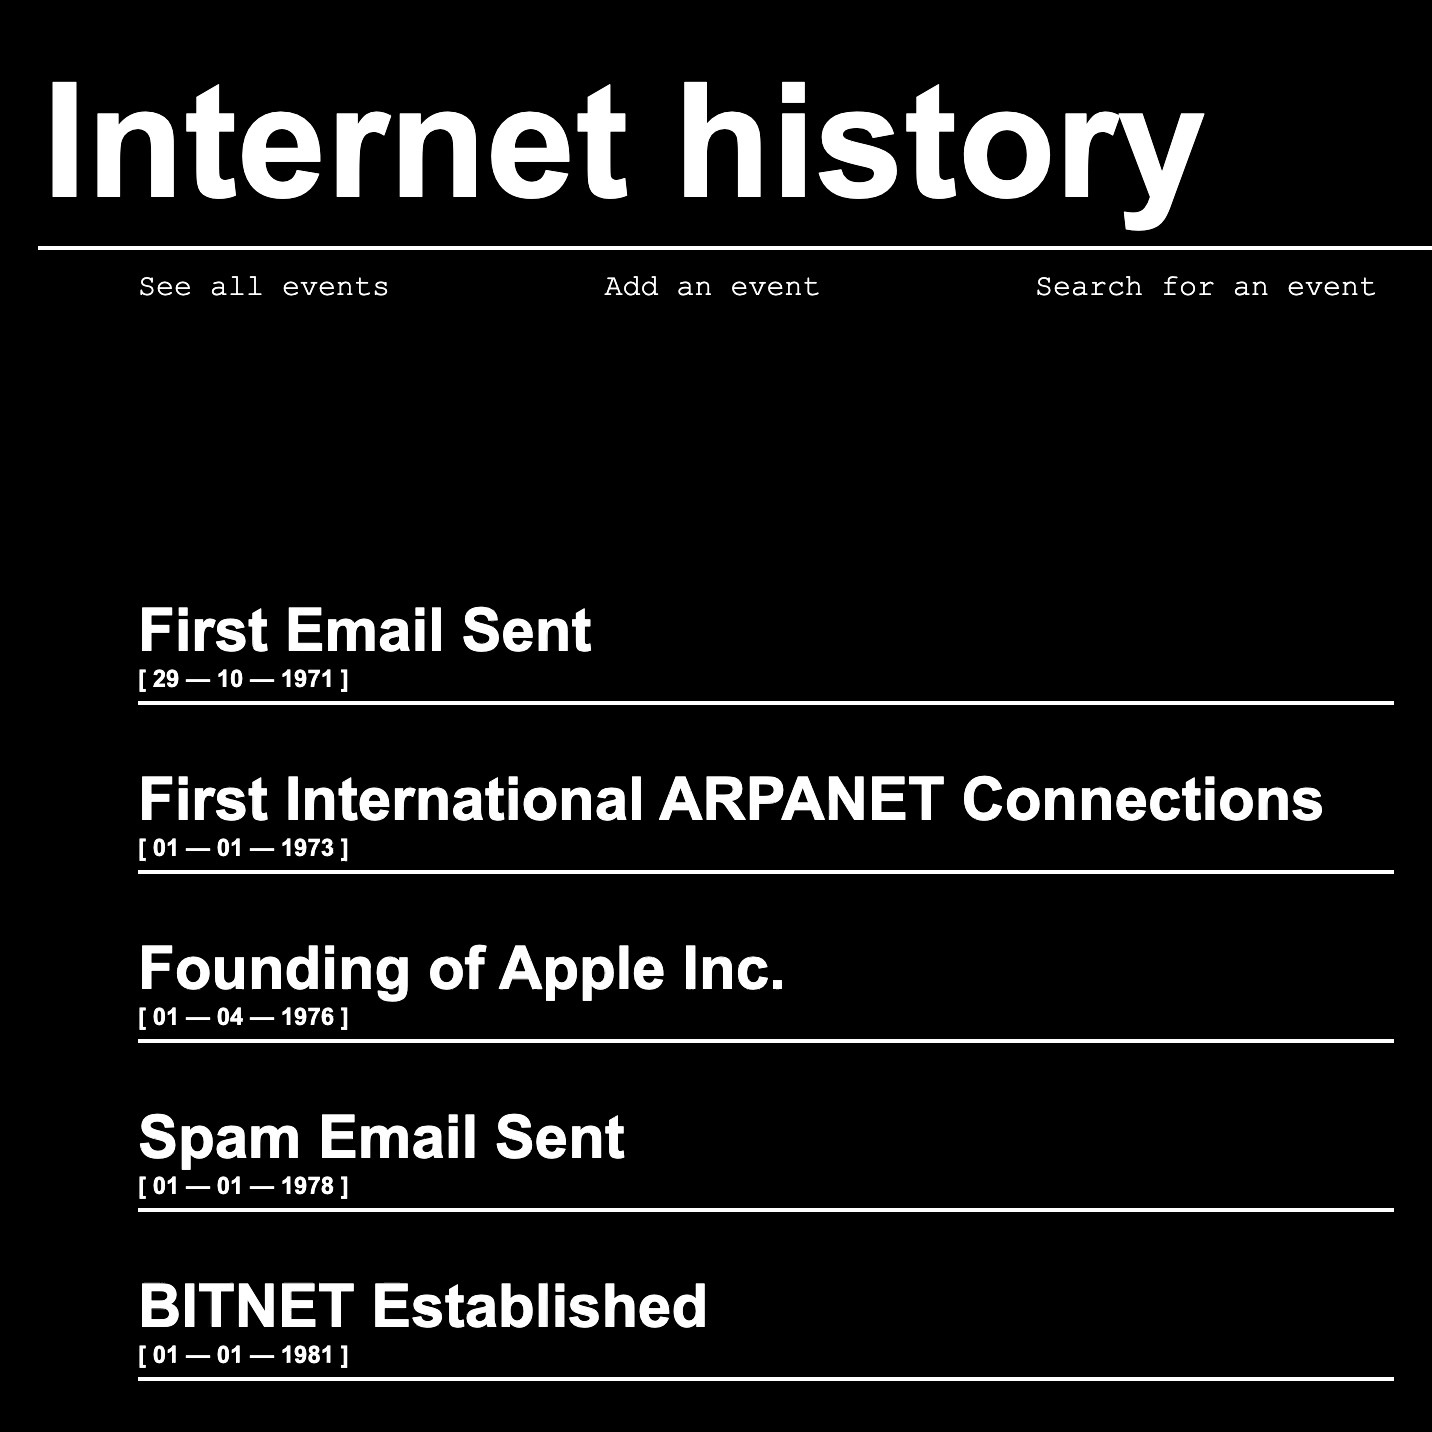 Internet history
See all events Add an event Search for an event
First Email Sent
[ 29 — 10 — 1971 ]
First International ARPANET Connections
[ 01 — 01 — 1973 ]
Founding of Apple Inc.
[ 01 — 04 — 1976 ]
Spam Email Sent
[ 01 — 01 — 1978 ]
BITNET Established
[ 01 — 01 — 1981 ]